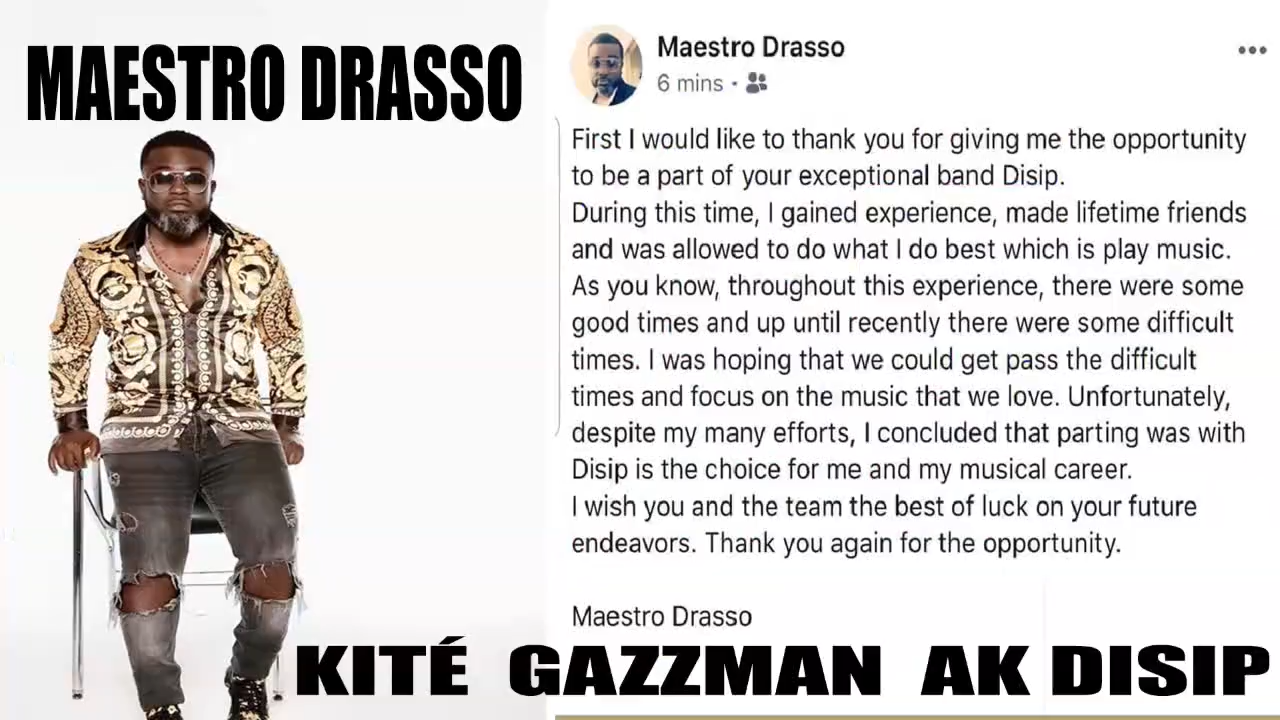 MAESTRO DRASSO
Maestro Drasso
6 mins ·
First I would like to thank you for giving me the opportunity
to be a part of your exceptional band Disip.
During this time, I gained experience, made lifetime friends
and was allowed to do what I do best which is play music.
As you know, throughout this experience, there were some
good times and up until recently there were some difficult
times. I was hoping that we could get pass the difficult
times and focus on the music that we love. Unfortunately,
despite my many efforts, I concluded that parting was with
Disip is the choice for me and my musical career.
I wish you and the team the best of luck on your future
endeavors. Thank you again for the opportunity.
Maestro Drasso
KITÉ GAZZMAN AK DISIP